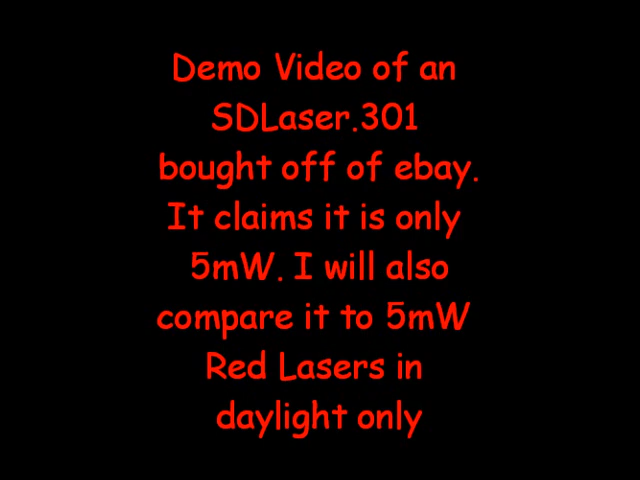 Demo Video of an
SDLaser.301
bought off of ebay.
It claims it is only
5mW. I will also
compare it to 5mW
Red Lasers in
daylight only